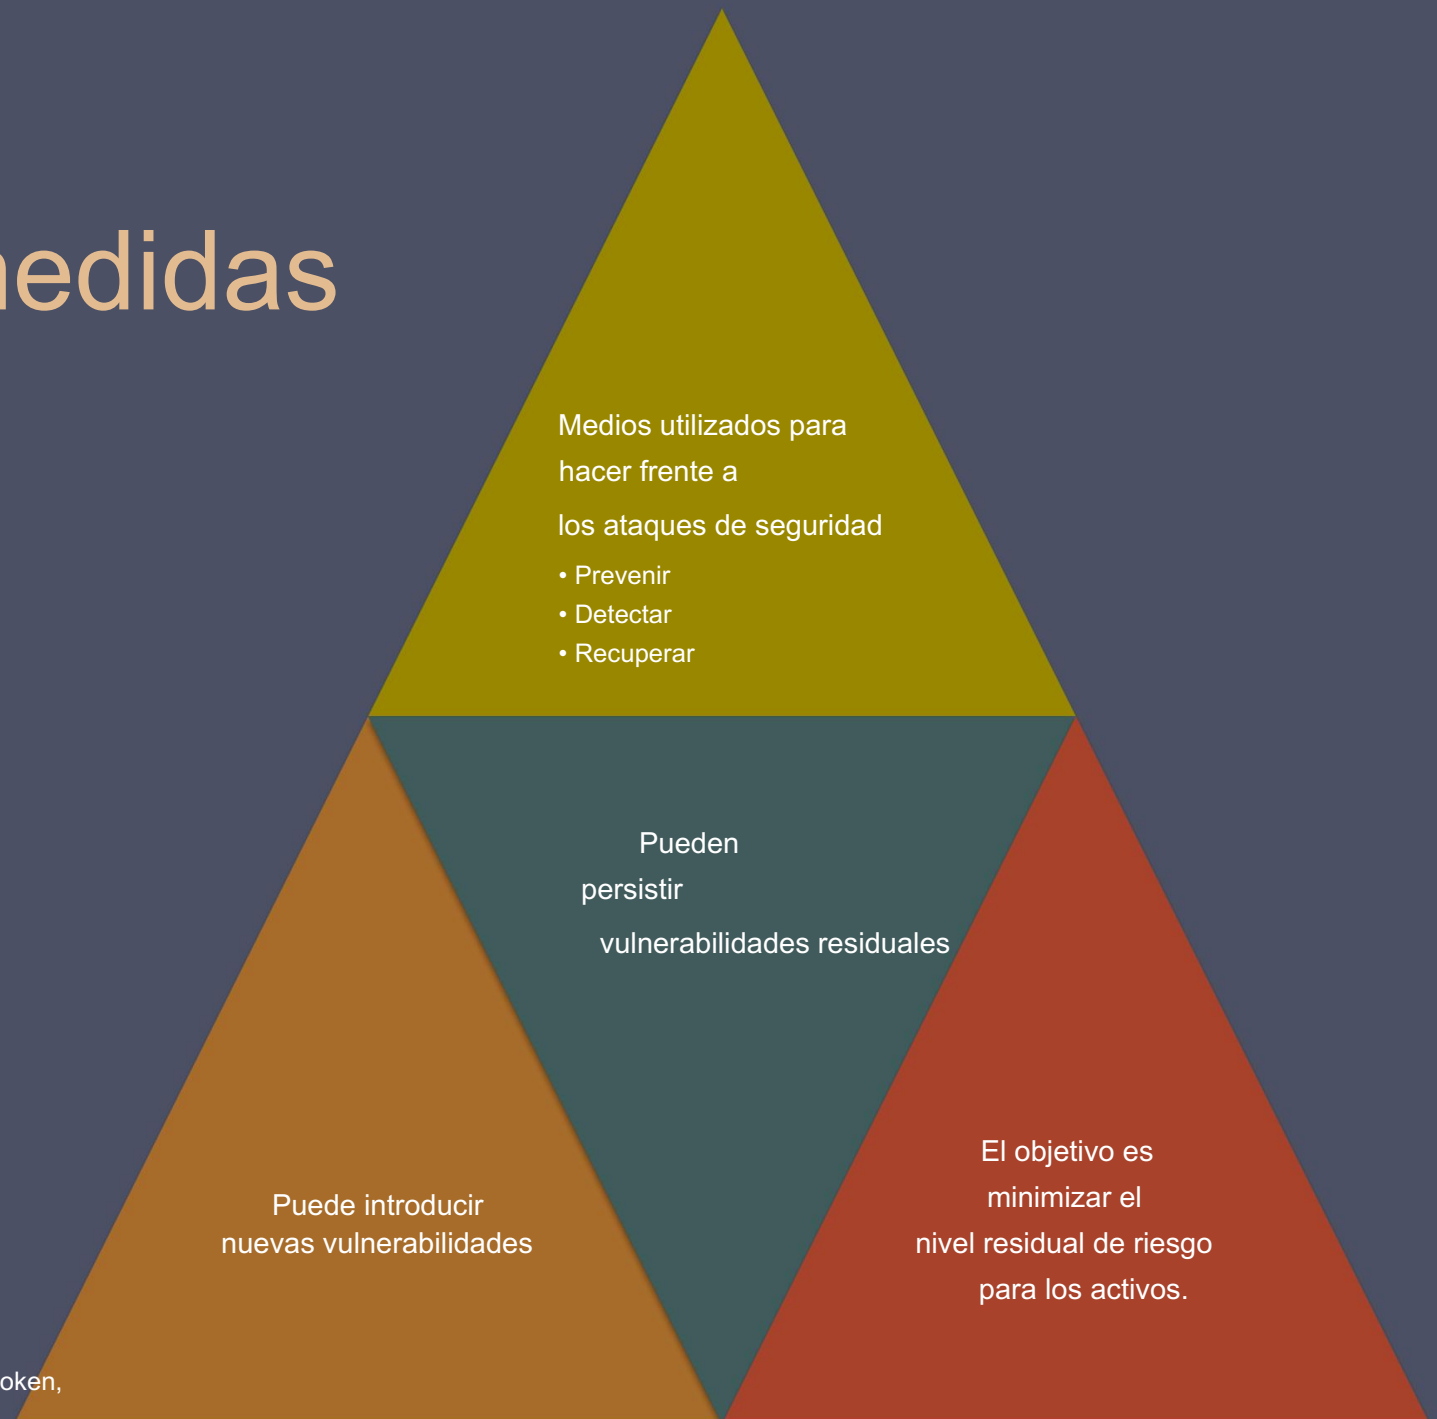 medidas
Medios utilizados para
hacer frente a
los ataques de seguridad
• Prevenir
• Detectar
• Recuperar
Pueden
persistir
vulnerabilidades residuales
Puede introducir
nuevas vulnerabilidades
El objetivo es
minimizar el
nivel residual de riesgo
para los activos.
oken,